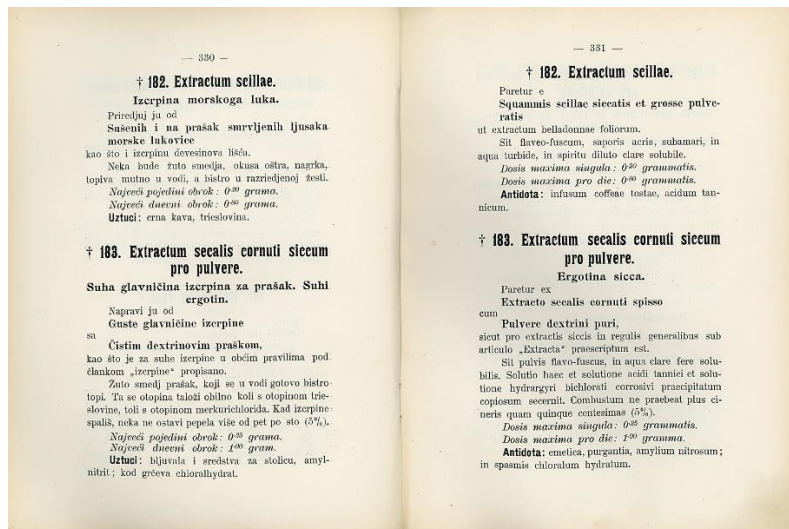 — 330 —
† 182. Extractum scillae.
Izcrpina morskoga luka.
Priredjuj ju od
Sušenih i na prašak smrvljenih ljusaka
morske lukovice
kao što i izcrpinu devesinova lišća.
Neka bude žuto smedja, okusa oštra, nagrka,
topiva mutno u vodi, a bistro u razriedjenoj žesti.
Najveći pojedini obrok: 0·20 grama.
Najveći dnevni obrok: 0·80 grama.
Uztuci: crna kava, trieslovina.
† 183. Extractum secalis cornuti siccum
pro pulvere.
Suha glavničina izcrpina za prašak. Suhi
ergotin.
Napravi ju od
Guste glavničine izcrpine
sa
Čistim dextrinovim praškom,
kao što je za suhe izcrpine u obćim pravilima pod
člankom „izcrpine" propisano.
Žuto smedj prašak, koji se u vodi gotovo bistro
topi. Ta se otopina taloži obilno koli s otopinom trie-
slovine, toli s otopinom merkurichlorida. Kad izcrpine
spališ, neka ne ostavi pepela više od pet po sto (5%).
Najveći pojedini obrok: 0·25 grama.
Najveći dnevni obrok: 1·00 gram.
Uztuci: bljuvala i sredstva za stolicu, amyl-
nitrit; kod grčeva chloralhydrat.
— 331 —
† 182. Extractum scillae.
Paretur e
Squammis scillae siccatis et grosse pulve-
ratis
ut extractum belladonnae foliorum.
Sit flaveo-fuscum, saporis acris, subamari, in
aqua turbide, in spiritu diluto clare solubile.
Dosis maxima singula: 0·20 grammatis.
Dosis maxima pro die: 0·80 grammatis.
Antidota: infusum coffeae tostae, acidum tan-
nicum.
† 183. Extractum secalis cornuti siccum
pro pulvere.
Ergotina sicca.
Paretur ex
Extracto secalis cornuti spisso
cum
Pulvere dextrini puri,
sicut pro extractis siccis in regulis generalibus sub
articulo „Extracta" praescriptum est.
Sit pulvis flavo-fuscus, in aqua clare fere solu-
bilis. Solutio haec et solutione acidi tannici et solu-
tione hydrargyri bichlorati corrosivi praecipitatum
copiosum secernit. Combustum ne praebeat plus ci-
neris quam quinque centesimas (5%).
Dosis maxima singula: 0·25 grammatis.
Dosis maxima pro die: 1·00 gramma.
Antidota: emetica, purgantia, amylium nitrosum;
in spasmis chloralum hydratum.